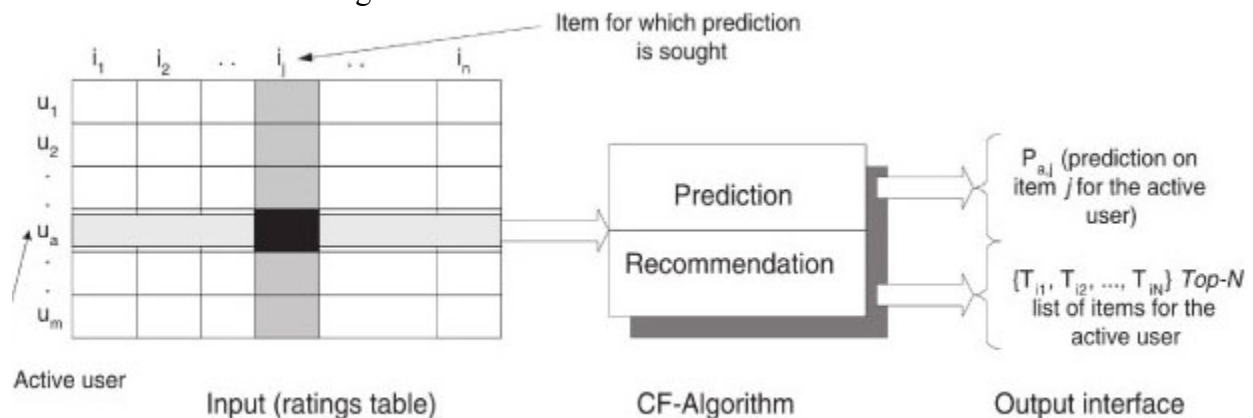 Item for which prediction
is sought
i₁ i₂ . . iⱼ . . iₙ
u₁
u₂
.
.
uₐ
.
.
uₘ
Active user
Input (ratings table)
Prediction
Recommendation
CF-Algorithm
Pₐ,ⱼ (prediction on
item j for the active
user)
{Tᵢ₁, Tᵢ₂, ..., TᵢN} Top-N
list of items for the
active user
Output interface